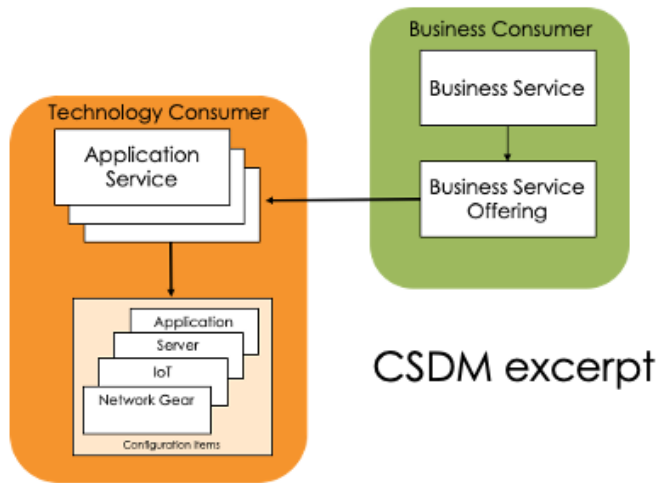 Business Consumer
Business Service
Business Service
Offering
Technology Consumer
Application
Service
Application
Server
IoT
Network Gear
Configuration Items
CSDM excerpt